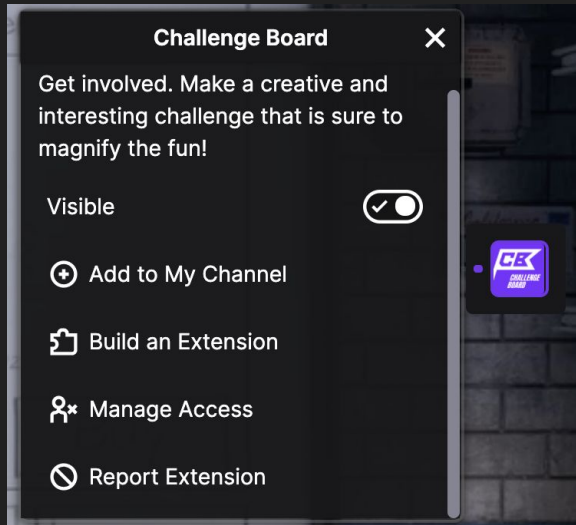 Challenge Board
Get involved. Make a creative and
interesting challenge that is sure to
magnify the fun!
Visible
Add to My Channel
CB
CHALLENGE
BOARD
Build an Extension
Manage Access
Report Extension